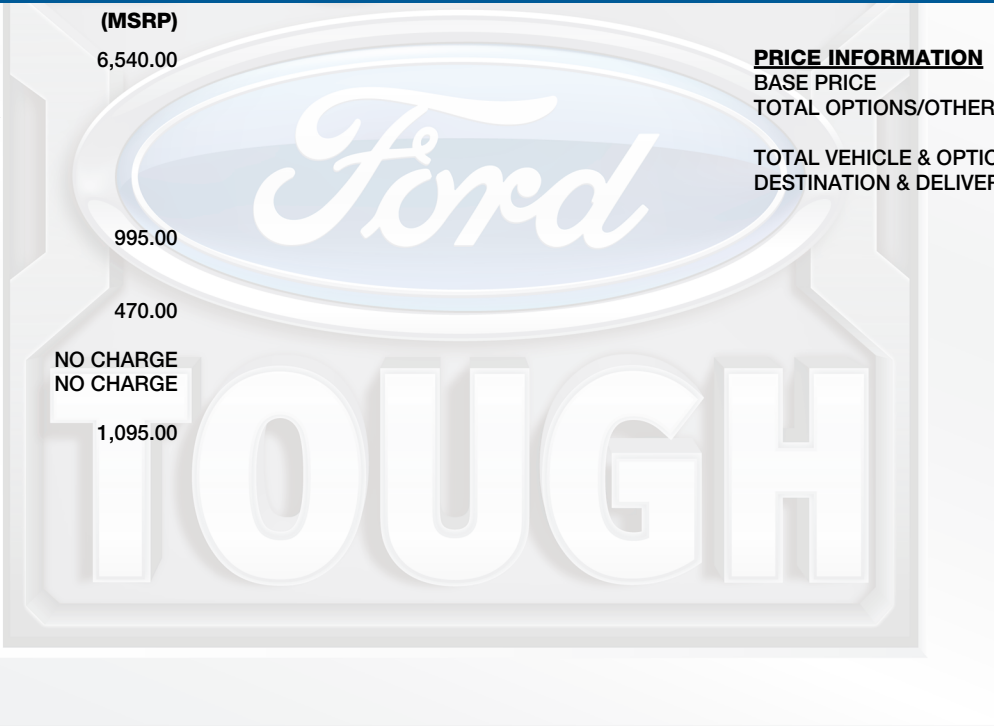 (MSRP)
6,540.00
995.00
470.00
NO CHARGE
NO CHARGE
1,095.00
PRICE INFORMATION
BASE PRICE
TOTAL OPTIONS/OTHER
TOTAL VEHICLE & OPTIO
DESTINATION & DELIVER
Ford
TOUGH